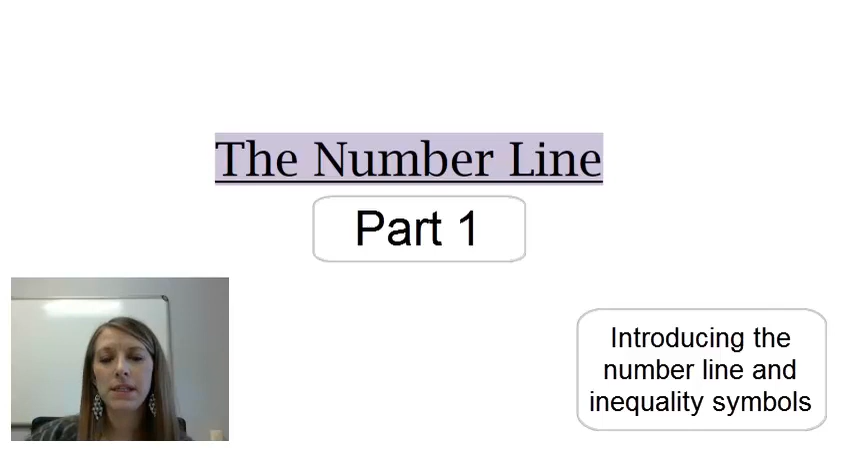 The Number Line
Part 1
Introducing the
number line and
inequality symbols